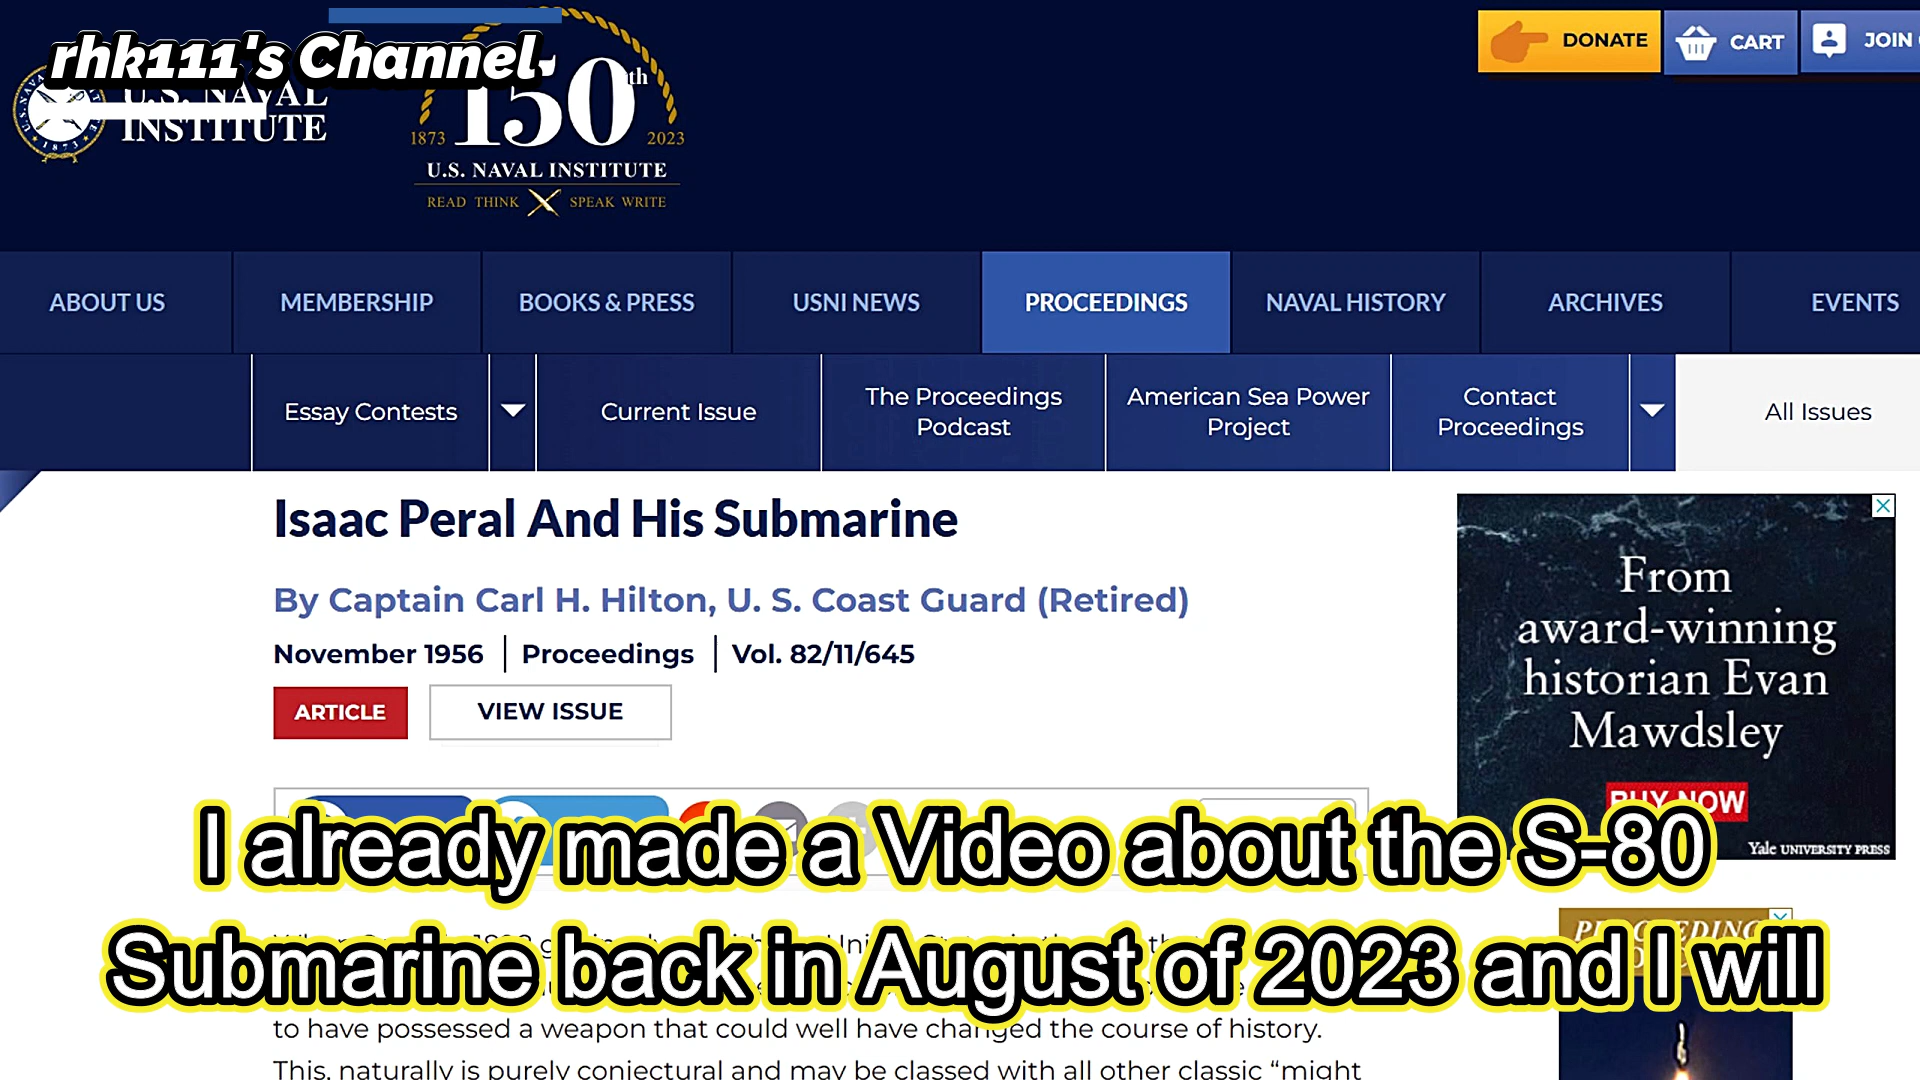 rhk111's Channel
U.S. NAVAL
INSTITUTE
150th
1873
2023
U.S. NAVAL INSTITUTE
READ THINK SPEAK WRITE
DONATE
CART
JOIN
ABOUT US
MEMBERSHIP
BOOKS & PRESS
USNI NEWS
PROCEEDINGS
NAVAL HISTORY
ARCHIVES
EVENTS
Essay Contests
Current Issue
The Proceedings
Podcast
American Sea Power
Project
Contact
Proceedings
All Issues
Isaac Peral And His Submarine
By Captain Carl H. Hilton, U. S. Coast Guard (Retired)
November 1956 | Proceedings | Vol. 82/11/645
ARTICLE
VIEW ISSUE
From
award-winning
historian Evan
Mawdsley
BUY NOW
Yale UNIVERSITY PRESS
I already made a Video about the S-80
Submarine back in August of 2023 and I will
to have possessed a weapon that could well have changed the course of history.
This, naturally is purely conjectural and may be classed with all other classic “might